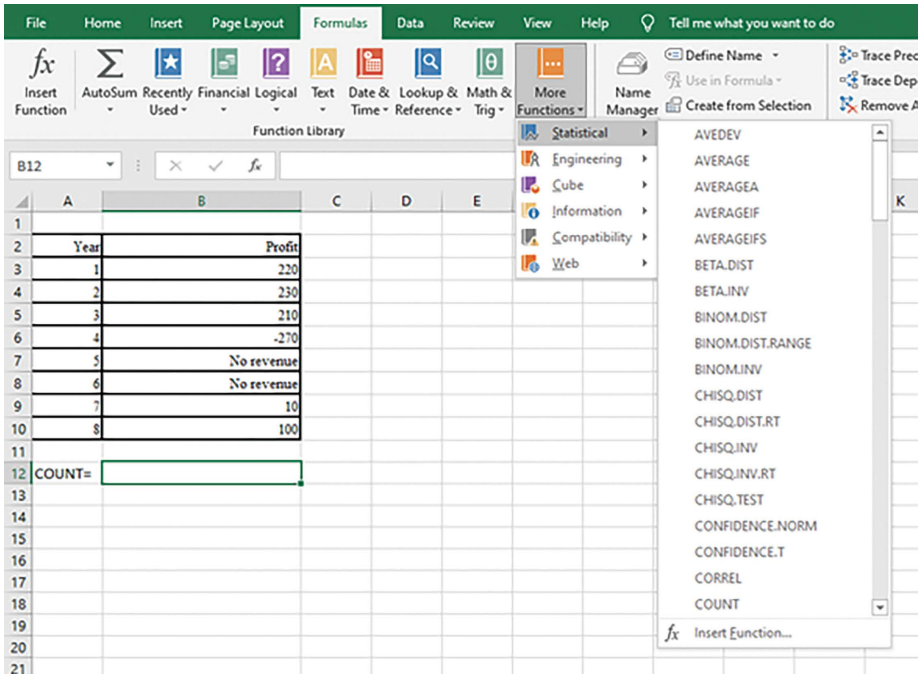 File Home Insert Page Layout Formulas Data Review View Help Tell me what you want to do
fx Σ ? A θ ...
Insert Function AutoSum Recently Used Financial Logical Text Date & Time Lookup & Reference Math & Trig More Functions Name Manager
Define Name
Use in Formula
Create from Selection
Trace Prec
Trace Dep
Remove A
Function Library
B12 fx
A B C D E K
1
2 Year Profit
3 1 220
4 2 230
5 3 210
6 4 -270
7 5 No revenue
8 6 No revenue
9 7 10
10 8 100
11
12 COUNT=
13
14
15
16
17
18
19
20
21
Statistical
Engineering
Cube
Information
Compatibility
Web
AVEDEV
AVERAGE
AVERAGEA
AVERAGEIF
AVERAGEIFS
BETA.DIST
BETA.INV
BINOM.DIST
BINOM.DIST.RANGE
BINOM.INV
CHISQ.DIST
CHISQ.DIST.RT
CHISQ.INV
CHISQ.INV.RT
CHISQ.TEST
CONFIDENCE.NORM
CONFIDENCE.T
CORREL
COUNT
fx Insert Function...